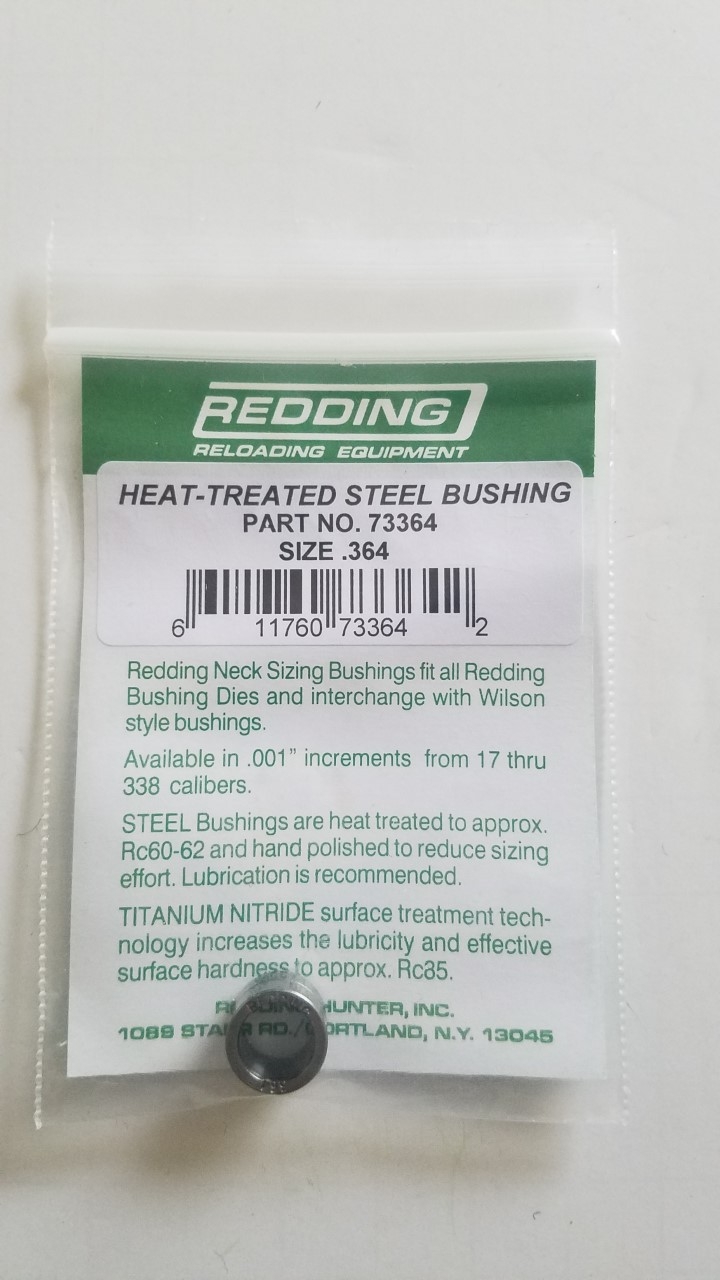 REDDING
RELOADING EQUIPMENT
HEAT-TREATED STEEL BUSHING
PART NO. 73364
SIZE .364
6 11760 73364 2
Redding Neck Sizing Bushings fit all Redding
Bushing Dies and interchange with Wilson
style bushings.
Available in .001” increments from 17 thru
338 calibers.
STEEL Bushings are heat treated to approx.
Rc60-62 and hand polished to reduce sizing
effort. Lubrication is recommended.
TITANIUM NITRIDE surface treatment tech-
nology increases the lubricity and effective
surface hardness to approx. Rc85.
HUNTER, INC.
1089 RD./CORTLAND, N.Y. 13045